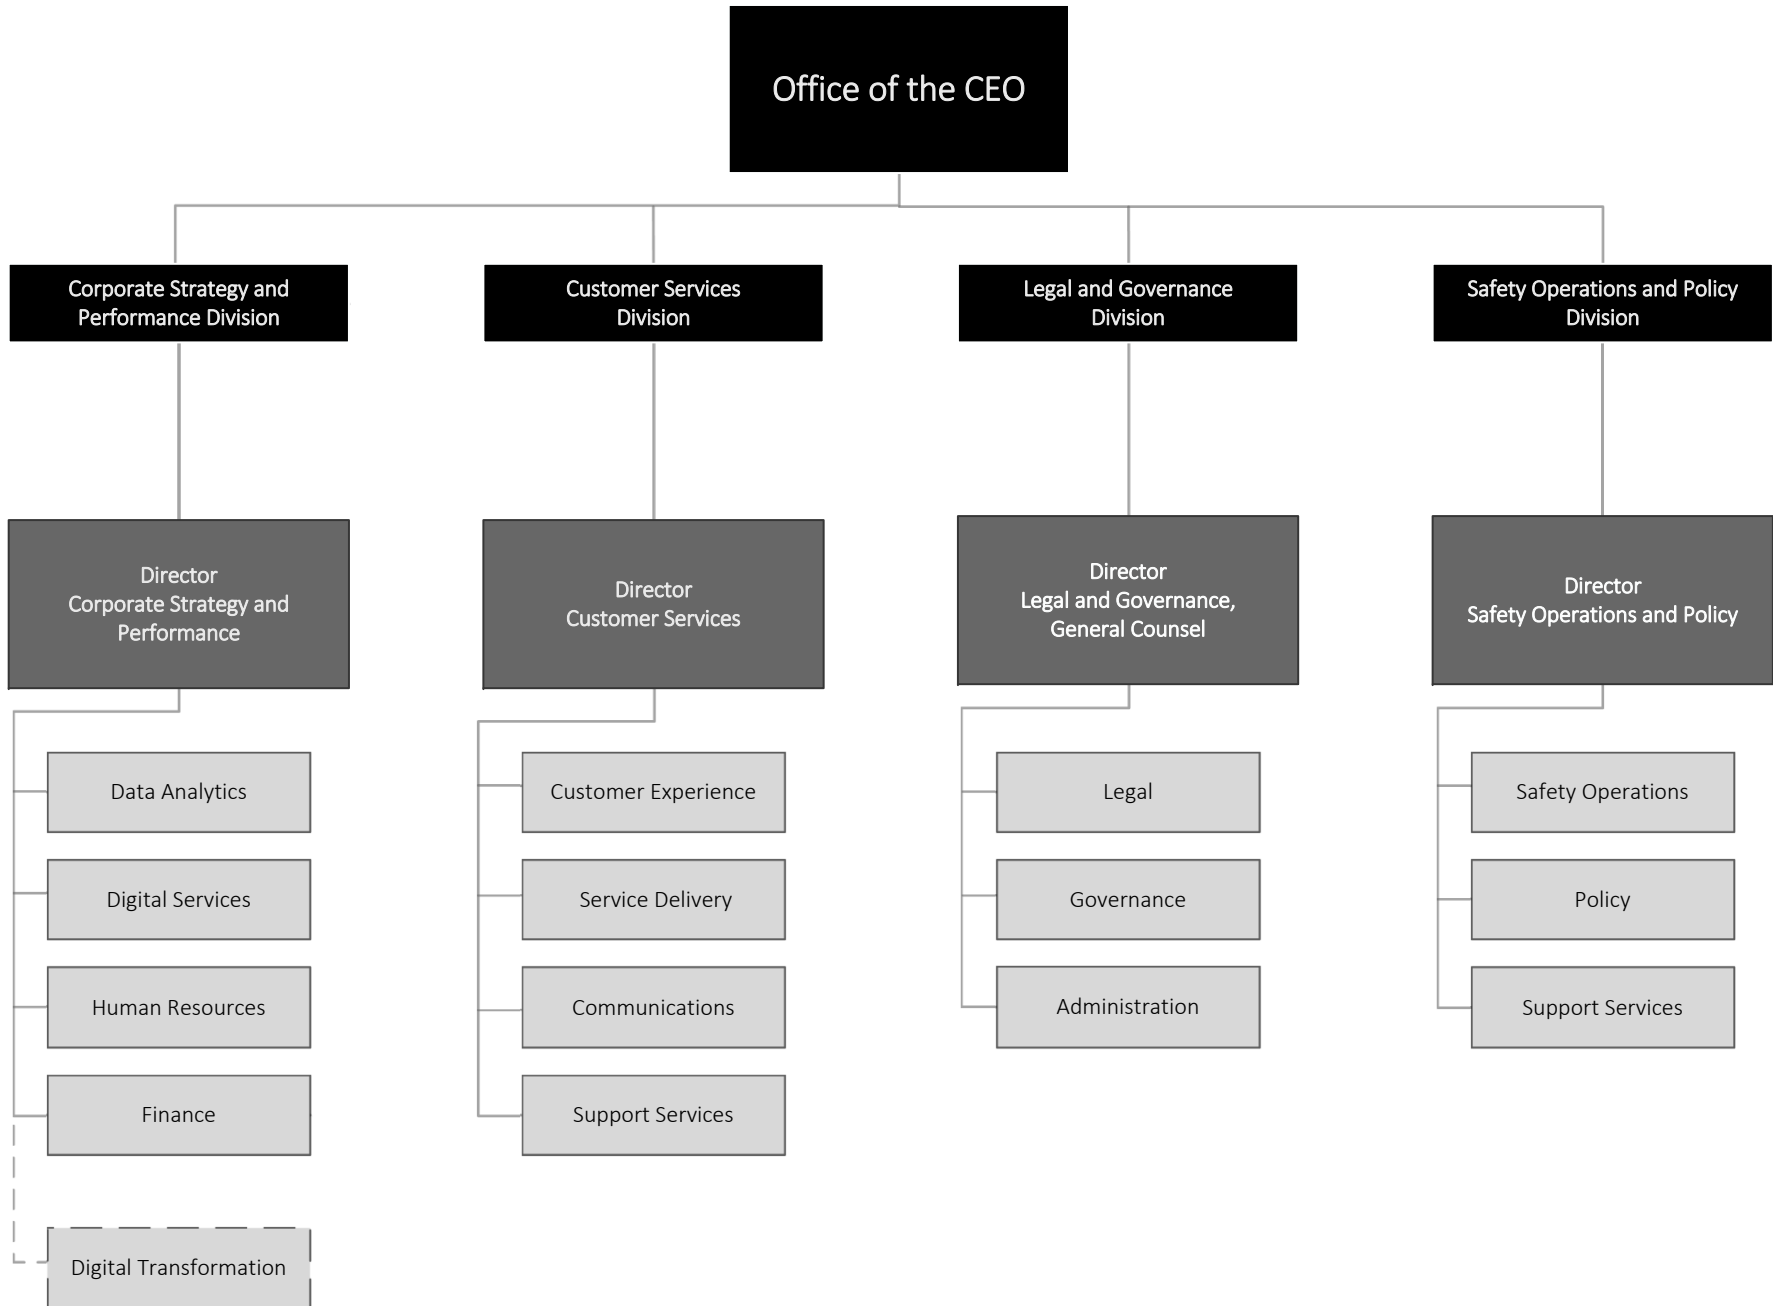 Office of the CEO
Corporate Strategy and
Performance Division
Customer Services
Division
Legal and Governance
Division
Safety Operations and Policy
Division
Director
Corporate Strategy and
Performance
Director
Customer Services
Director
Legal and Governance,
General Counsel
Director
Safety Operations and Policy
Data Analytics
Digital Services
Human Resources
Finance
Digital Transformation
Customer Experience
Service Delivery
Communications
Support Services
Legal
Governance
Administration
Safety Operations
Policy
Support Services